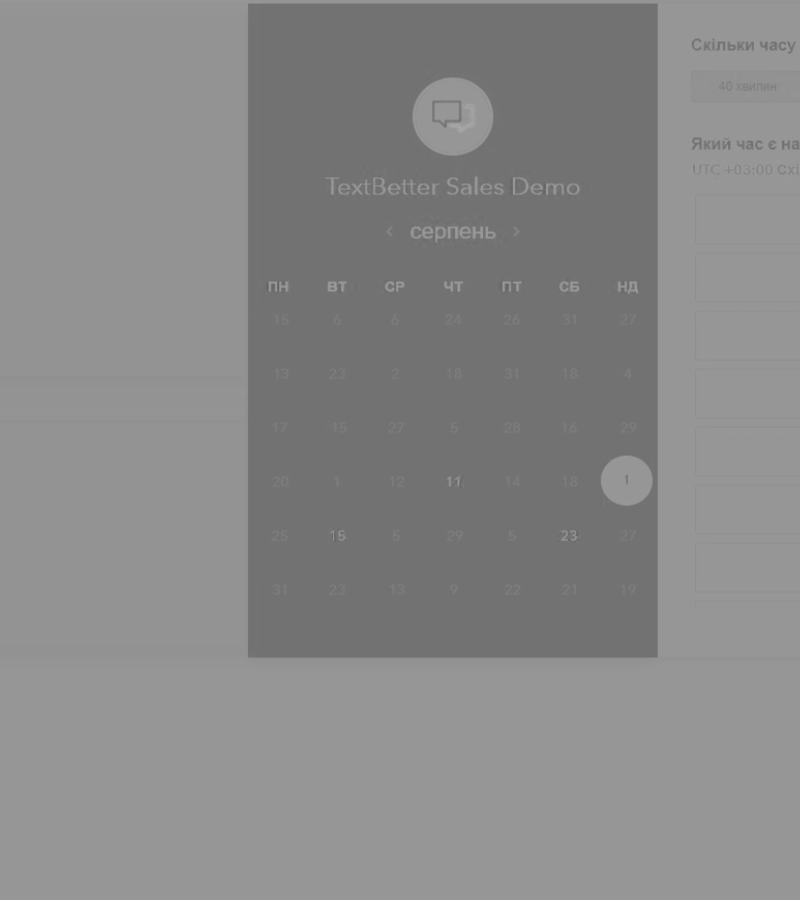 TextBetter Sales Demo
серпень
ПН ВТ СР ЧТ ПТ СБ НД
15 6 6 24 26 31 27
13 23 2 18 31 18 4
17 15 27 5 28 16 29
20 1 12 11 14 18 1
25 15 5 29 5 23 27
31 23 13 9 22 21 19
Скільки часу
40 хвилин
Який час є на
UTC +03:00 Схі